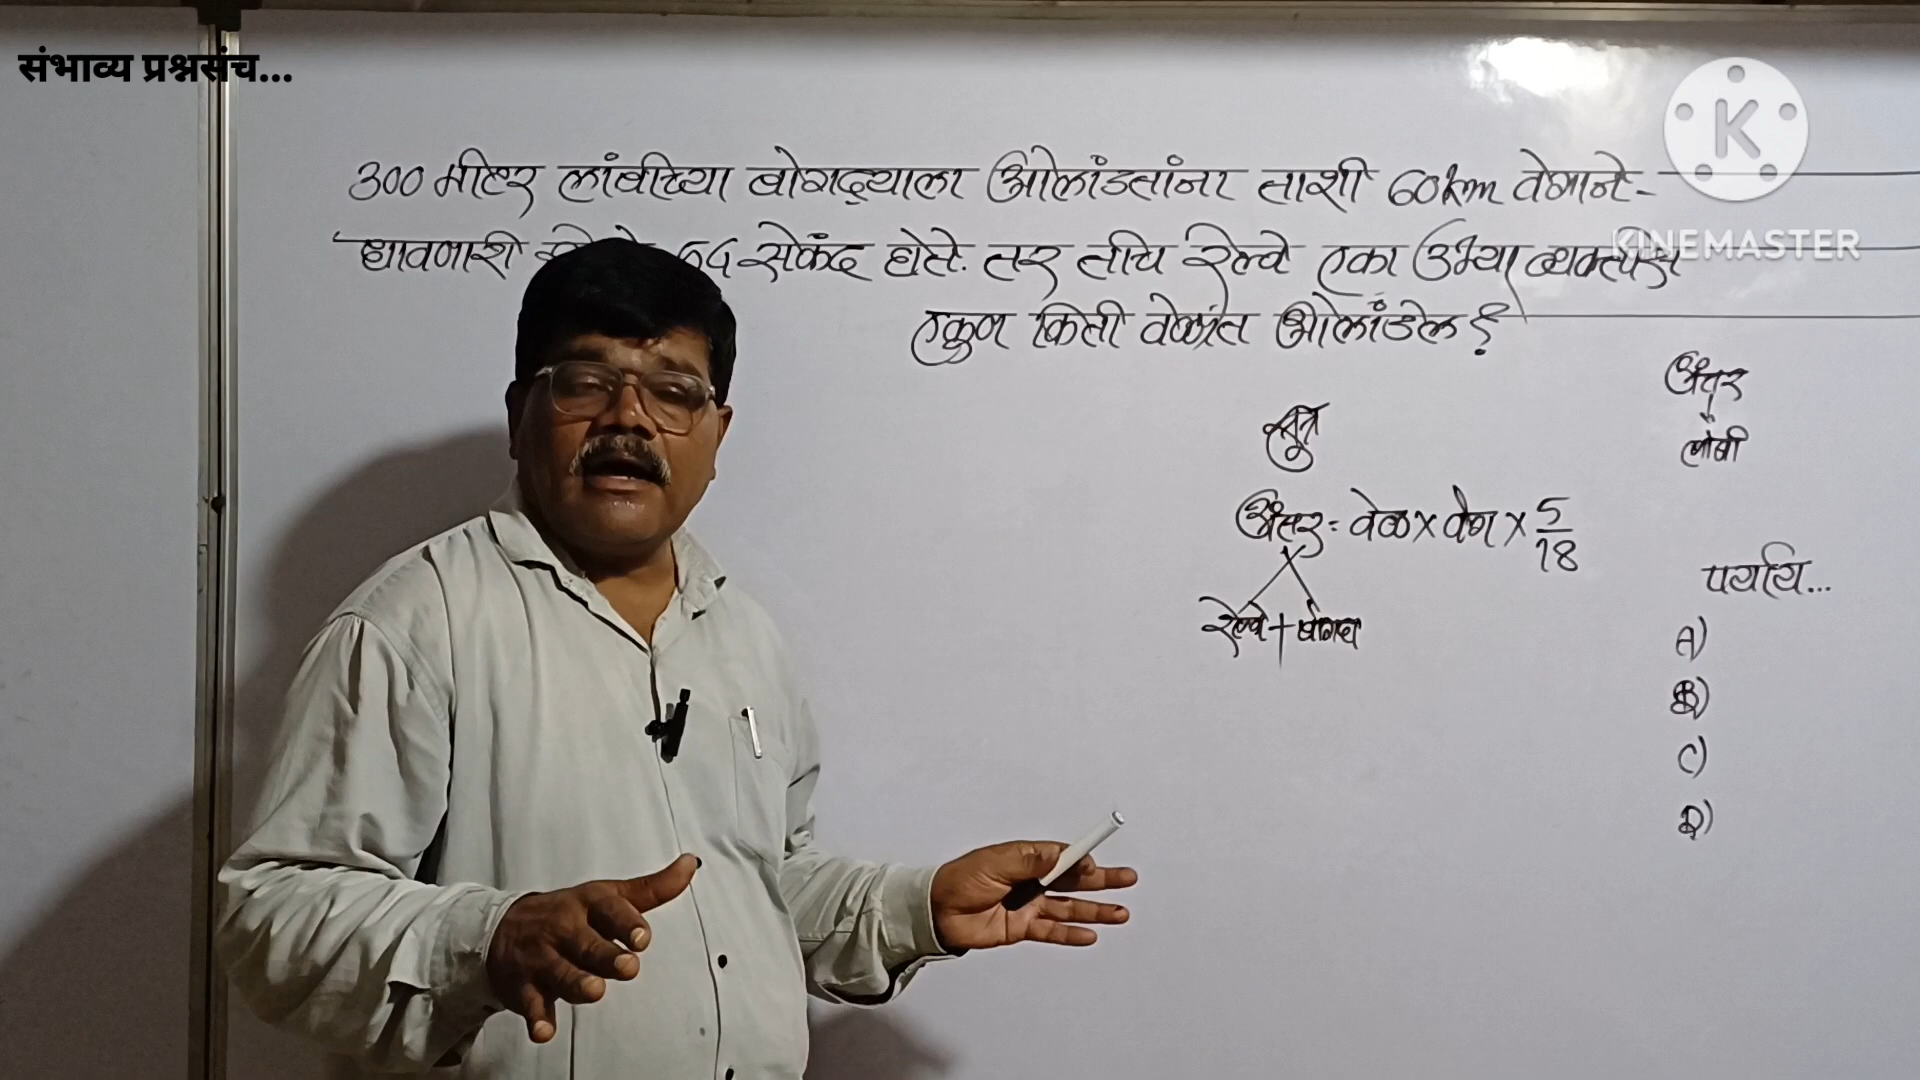 संभाव्य प्रश्नसंच...
K
KINEMASTER
300 मीटर लांबीच्या बोगद्याला ओलांडतांना ताशी 60km वेगाने-
धावणारी सेकंद होते. तर तीच रेल्वे एका उभ्या व्यक्तीस
एकुण किती वेळात ओलांडेल?
सुत्र
अंतर = वेळ x वेग x 5/18
रेल्वे + बोगदा
अंतर
लांबी
पर्याय...
A)
B)
C)
D)